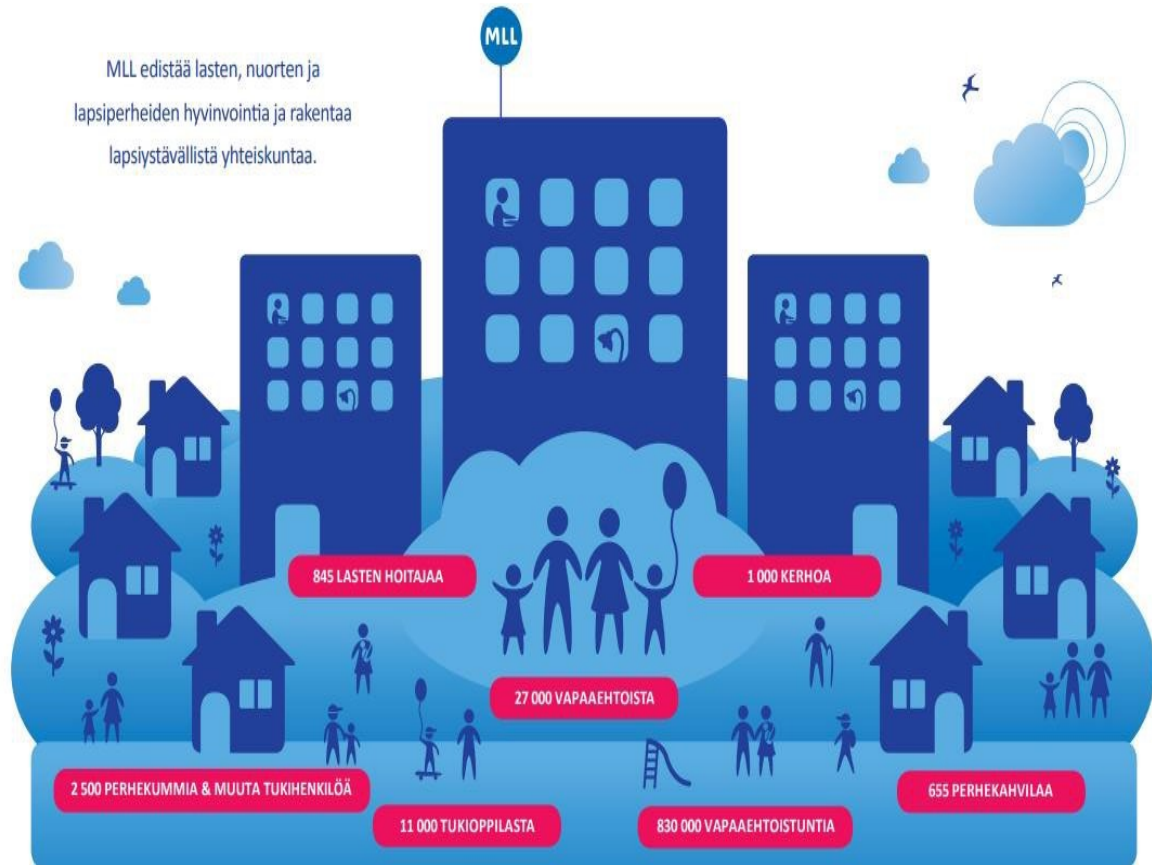 MLL
MLL edistää lasten, nuorten ja
lapsiperheiden hyvinvointia ja rakentaa
lapsiystävällistä yhteiskuntaa.
845 LASTEN HOITAJAA
1 000 KERHOA
27 000 VAPAAEHTOISTA
2 500 PERHEKUMMIA & MUUTA TUKIHENKILÖÄ
655 PERHEKAHVILAA
11 000 TUKIOPPILASTA
830 000 VAPAAEHTOISTUNTIA